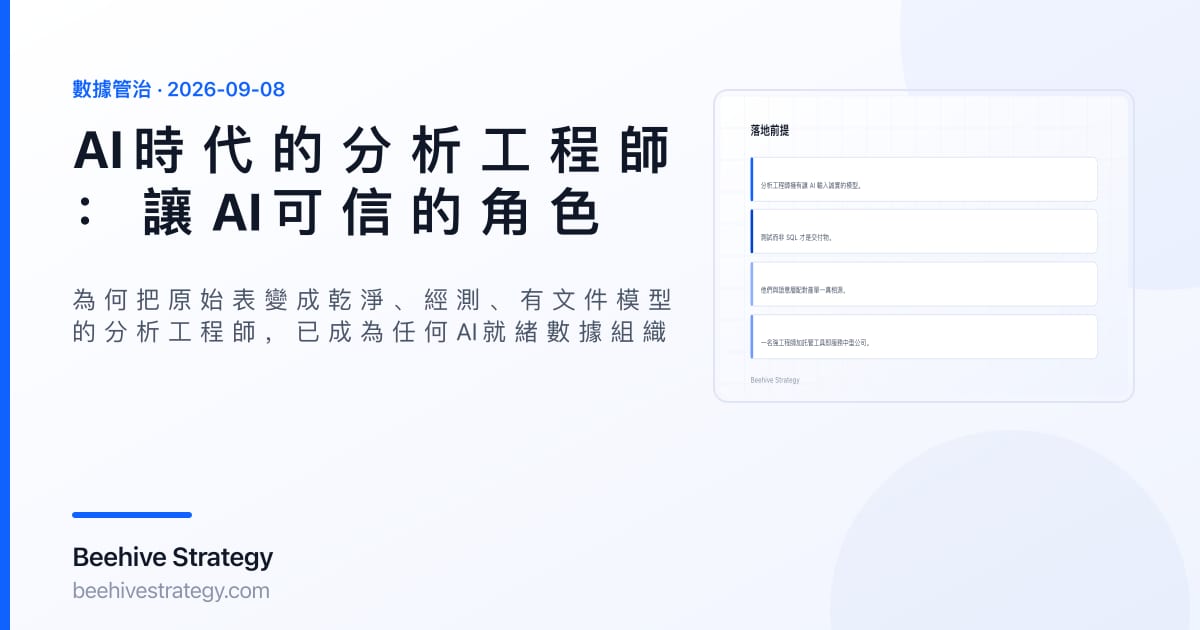 數據管治 · 2026-09-08
AI時代的分析工程師
：讓AI可信的角色
為何把原始表變成乾淨、經測、有文件模型
的分析工程師，已成為任何AI就緒數據組織
落地前提
分析工程師擁有讓 AI 輸入誠實的模型。
測試而非 SQL 才是交付物。
他們與語意層配對產單一真相源。
一名強工程師加託管工具即服務中型公司。
Beehive Strategy
Beehive Strategy
beehivestrategy.com